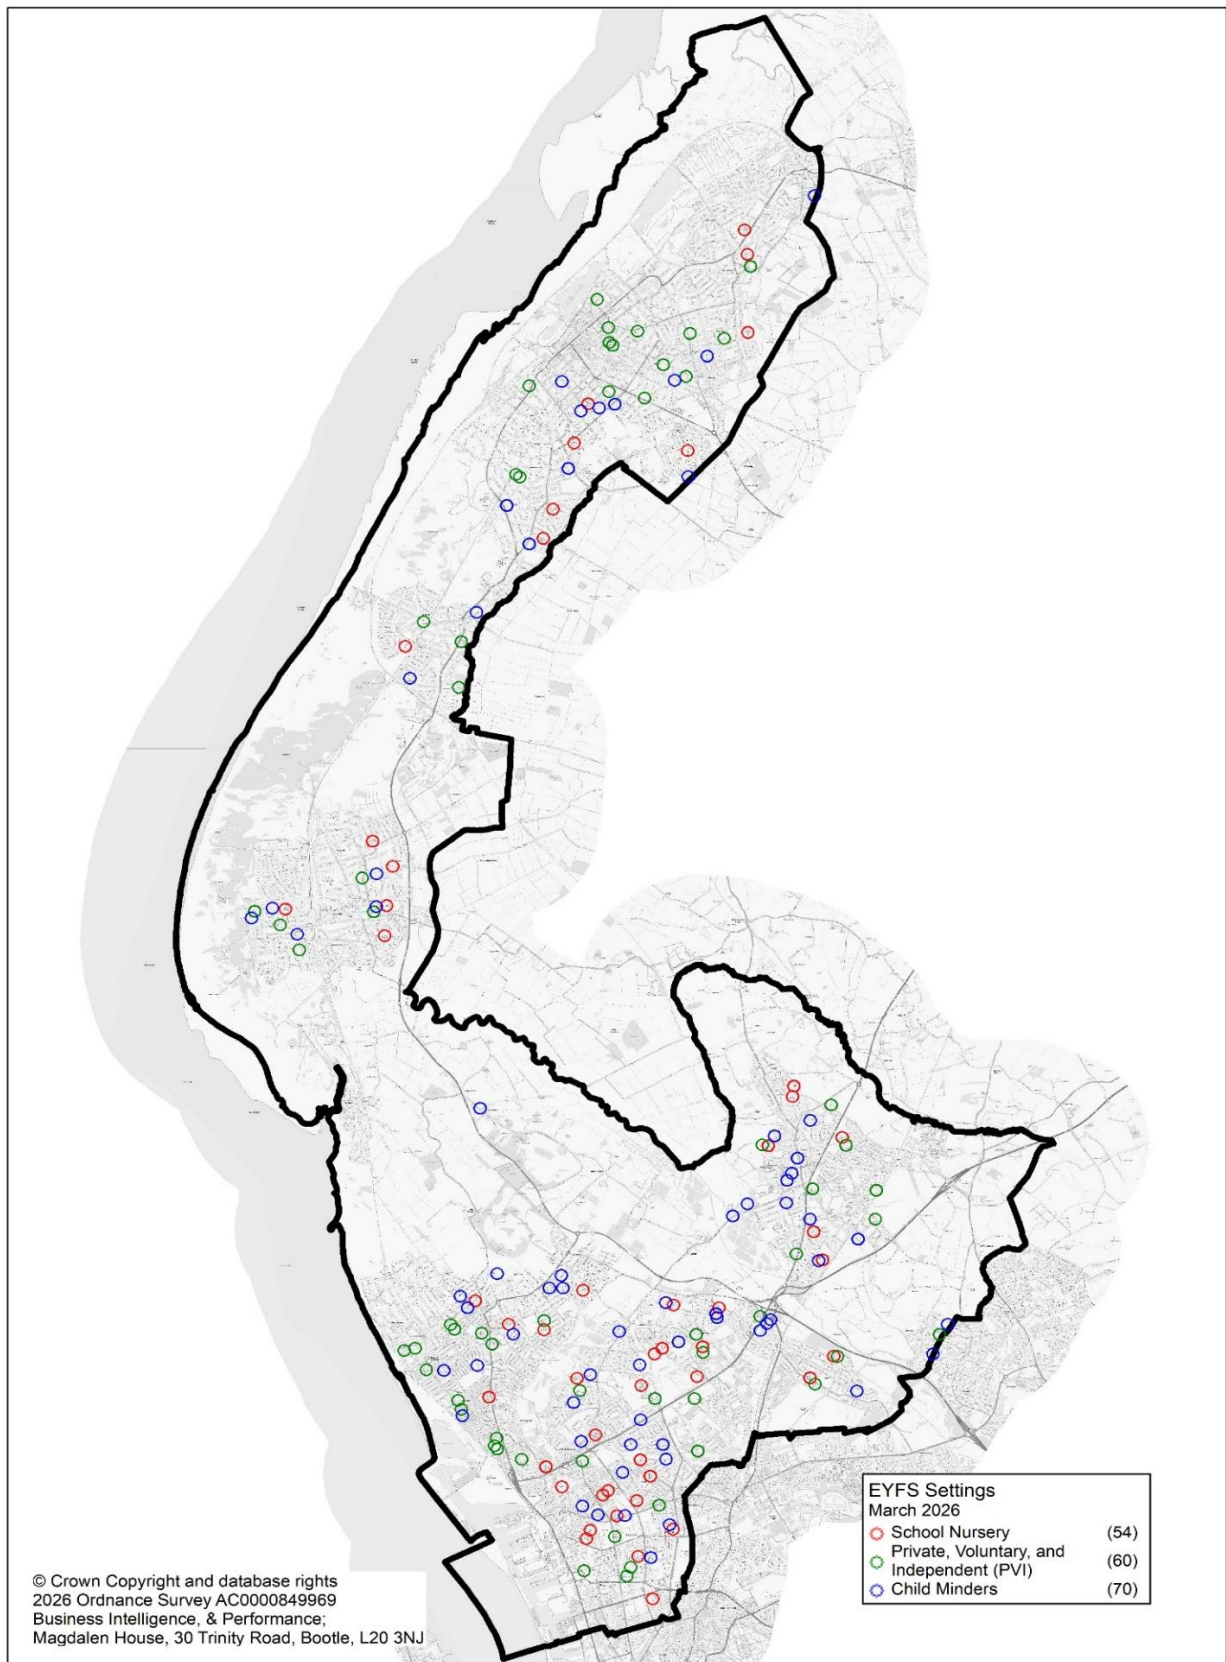 EYFS Settings
March 2026
School Nursery (54)
Private, Voluntary, and
Independent (PVI) (60)
Child Minders (70)
© Crown Copyright and database rights
2026 Ordnance Survey AC0000849969
Business Intelligence, & Performance;
Magdalen House, 30 Trinity Road, Bootle, L20 3NJ